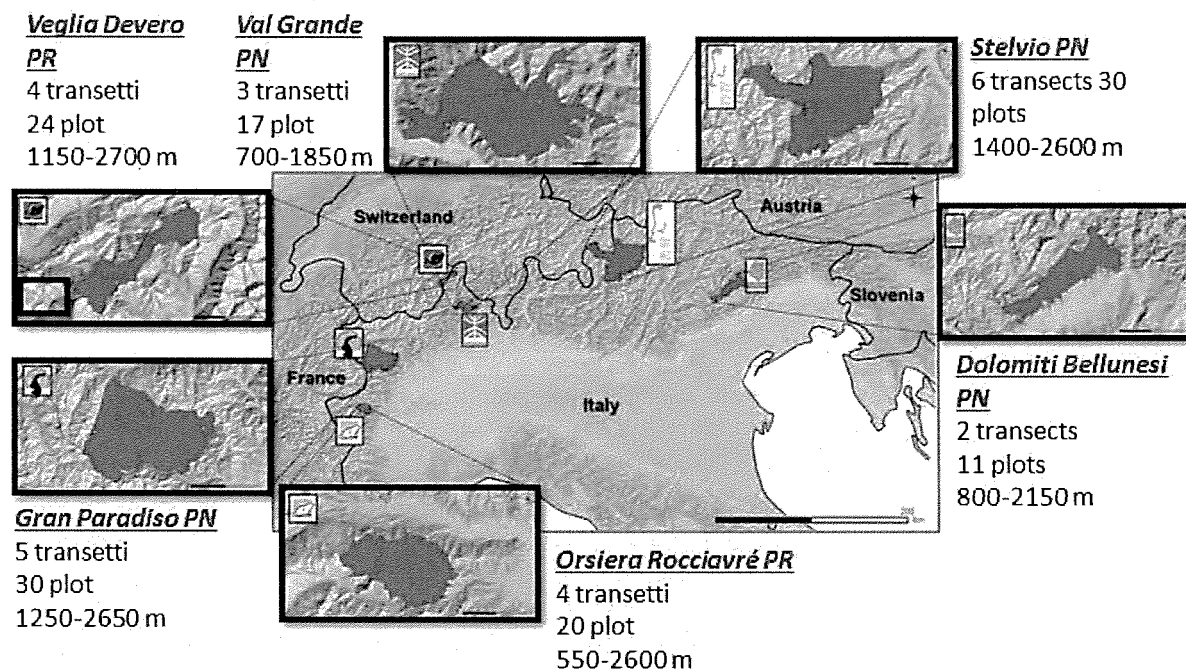 Veglia Devero
PR
4 transetti
24 plot
1150-2700 m
Val Grande
PN
3 transetti
17 plot
700-1850 m
Stelvio PN
6 transects 30
plots
1400-2600 m
Switzerland
Austria
Slovenia
France
Italy
Dolomiti Bellunesi
PN
2 transects
11 plots
800-2150 m
Gran Paradiso PN
5 transetti
30 plot
1250-2650 m
Orsiera Rocciavré PR
4 transetti
20 plot
550-2600 m